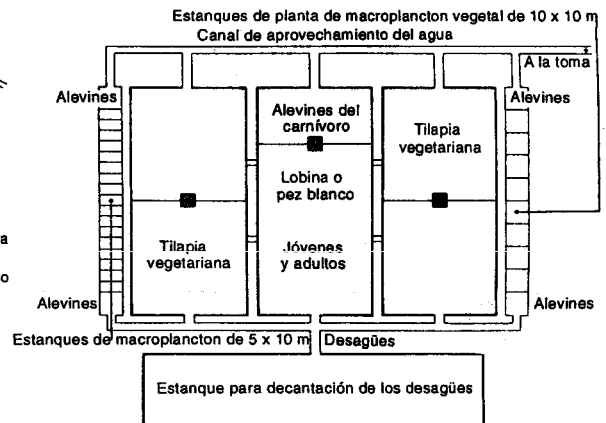 Estanques de planta de macroplancton vegetal de 10 x 10 m
Canal de aprovechamiento del agua
A la toma
Alevines
Alevines
Alevines del
carnívoro
Tilapia
vegetariana
Lobina o
pez blanco
a
Tilapia
vegetariana
Jóvenes
y adultos
o
Alevines
Alevines
Estanques de macroplancton de 5 x 10 m
Desagües
Estanque para decantación de los desagües